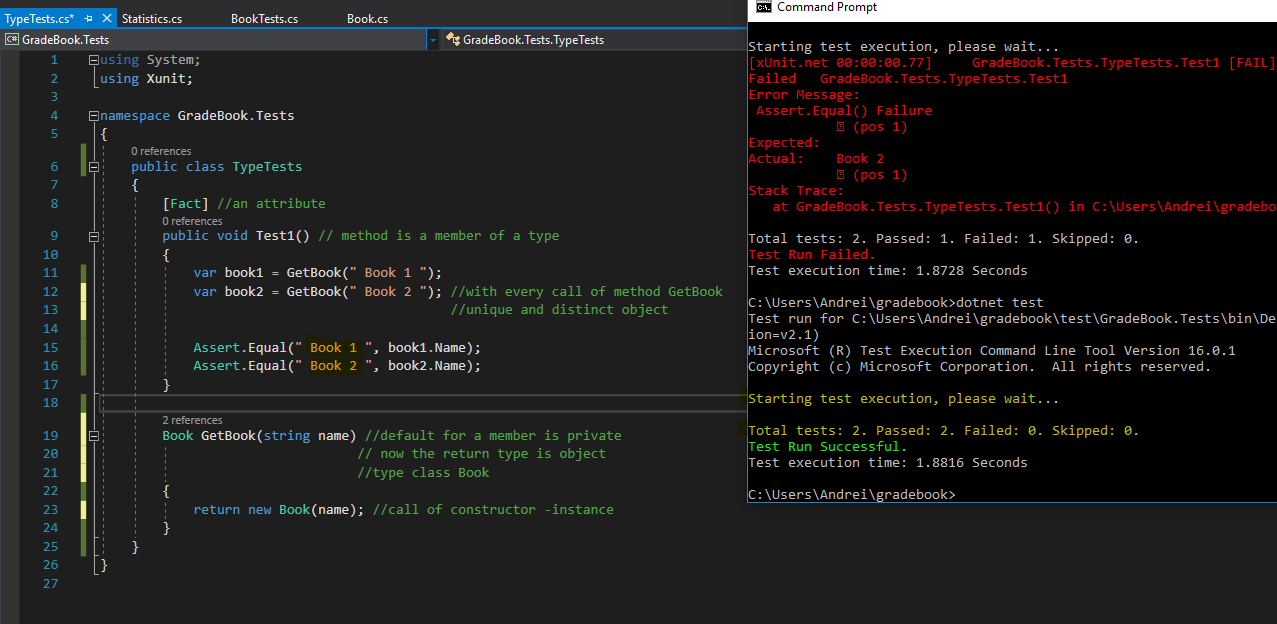 TypeTests.cs*
Statistics.cs
BookTests.cs
Book.cs
GradeBook.Tests
GradeBook.Tests.TypeTests
1 using System;
2 using Xunit;
3
4 namespace GradeBook.Tests
5 {
0 references
6 public class TypeTests
7 {
8 [Fact] //an attribute
0 references
9 public void Test1() // method is a member of a type
10 {
11 var book1 = GetBook(" Book 1 ");
12 var book2 = GetBook(" Book 2 "); //with every call of method GetBook
13 //unique and distinct object
14
15 Assert.Equal(" Book 1 ", book1.Name);
16 Assert.Equal(" Book 2 ", book2.Name);
17 }
18
2 references
19 Book GetBook(string name) //default for a member is private
20 // now the return type is object
21 //type class Book
22 {
23 return new Book(name); //call of constructor -instance
24 }
25 }
26 }
27
Command Prompt
Starting test execution, please wait...
[xUnit.net 00:00:00.77] GradeBook.Tests.TypeTests.Test1 [FAIL]
Failed GradeBook.Tests.TypeTests.Test1
Error Message:
Assert.Equal() Failure
(pos 1)
Expected:
Actual: Book 2
(pos 1)
Stack Trace:
at GradeBook.Tests.TypeTests.Test1() in C:\Users\Andrei\gradebo
Total tests: 2. Passed: 1. Failed: 1. Skipped: 0.
Test Run Failed.
Test execution time: 1.8728 Seconds
C:\Users\Andrei\gradebook>dotnet test
Test run for C:\Users\Andrei\gradebook\test\GradeBook.Tests\bin\De
ion=v2.1)
Microsoft (R) Test Execution Command Line Tool Version 16.0.1
Copyright (c) Microsoft Corporation. All rights reserved.
Starting test execution, please wait...
Total tests: 2. Passed: 2. Failed: 0. Skipped: 0.
Test Run Successful.
Test execution time: 1.8816 Seconds
C:\Users\Andrei\gradebook>